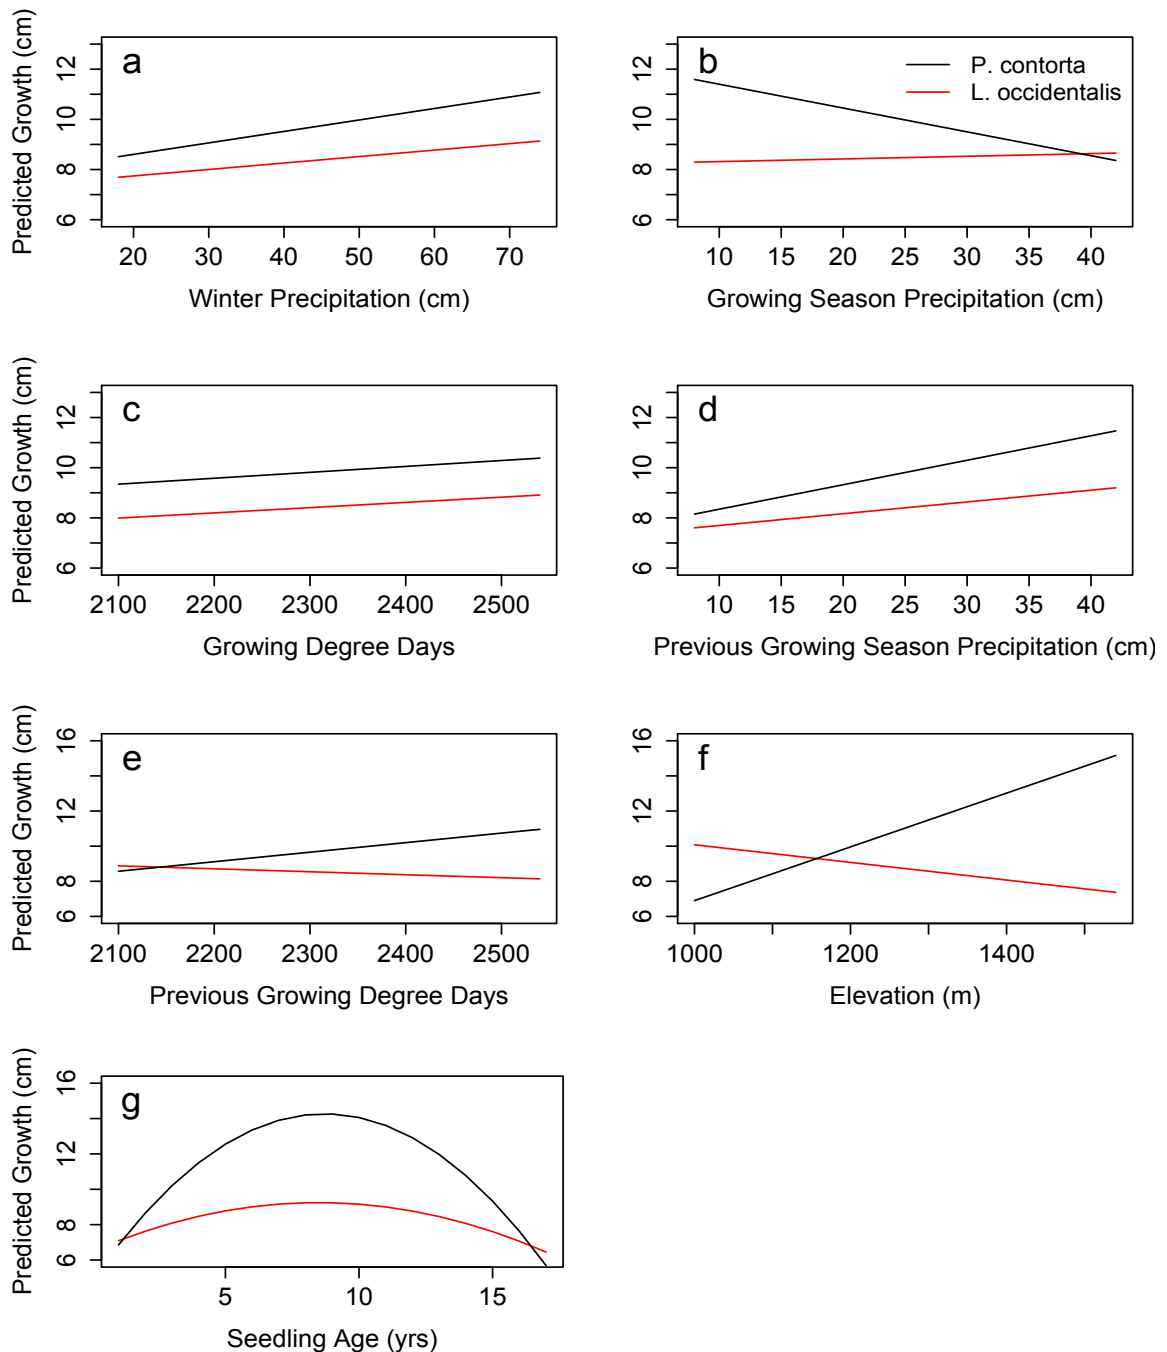 Predicted Growth (cm)
a
6 8 10 12
20 30 40 50 60 70
Winter Precipitation (cm)
b
P. contorta
L. occidentalis
6 8 10 12
10 15 20 25 30 35 40
Growing Season Precipitation (cm)
Predicted Growth (cm)
c
6 8 10 12
2100 2200 2300 2400 2500
Growing Degree Days
d
6 8 10 12
10 15 20 25 30 35 40
Previous Growing Season Precipitation (cm)
Predicted Growth (cm)
e
6 8 12 16
2100 2200 2300 2400 2500
Previous Growing Degree Days
f
6 8 12 16
1000 1200 1400
Elevation (m)
Predicted Growth (cm)
g
6 8 12 16
5 10 15
Seedling Age (yrs)